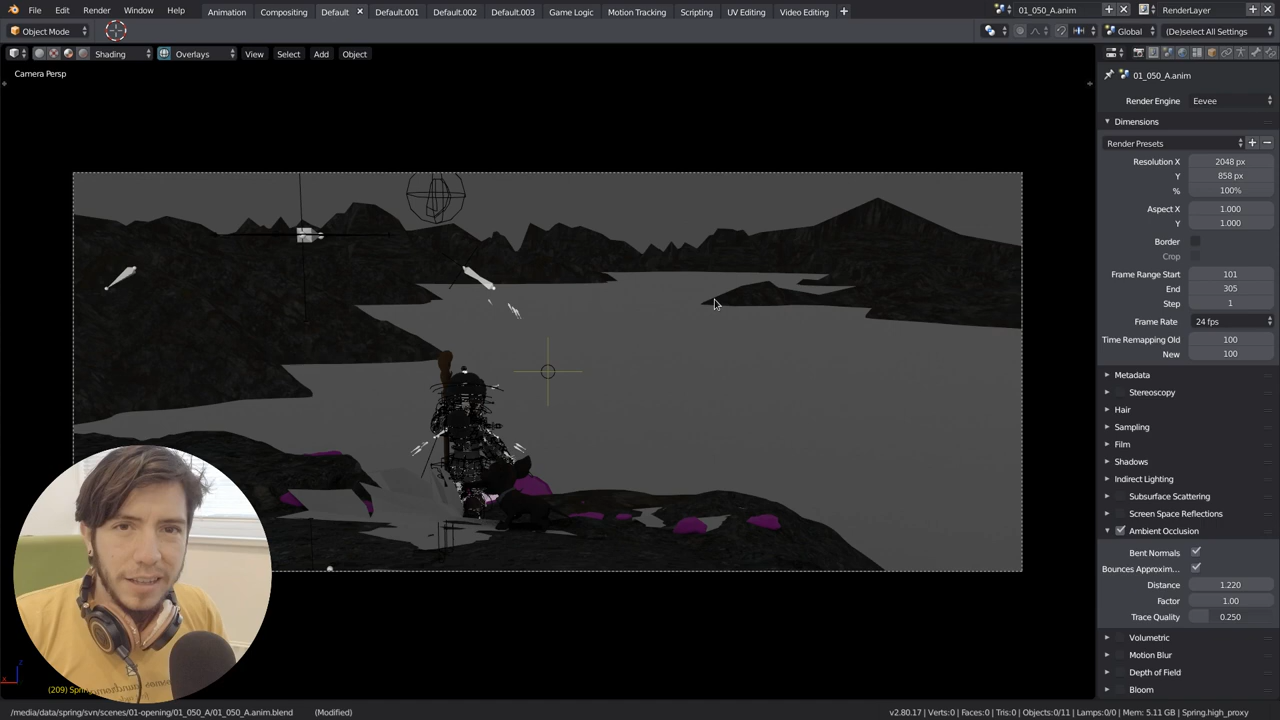 File Edit Render Window Help Animation Compositing Default Default.001 Default.002 Default.003 Game Logic Motion Tracking Scripting UV Editing Video Editing 01_050_A.anim RenderLayer
Object Mode Global (De)select All Settings
Shading Overlays View Select Add Object
Camera Persp
01_050_A.anim
Render Engine Eevee
Dimensions
Render Presets
Resolution X 2048 px
Y 858 px
% 100%
Aspect X 1.000
Y 1.000
Border
Crop
Frame Range Start 101
End 305
Step 1
Frame Rate 24 fps
Time Remapping Old 100
New 100
Metadata
Stereoscopy
Hair
Sampling
Film
Shadows
Indirect Lighting
Subsurface Scattering
Screen Space Reflections
Ambient Occlusion
Bent Normals
Bounces Approxim...
Distance 1.220
Factor 1.00
Trace Quality 0.250
Volumetric
Motion Blur
Depth of Field
Bloom
(209)
/media/data/spring/svn/scenes/01-opening/01_050_A/01_050_A.anim.blend (Modified) v2.80.17 | Verts:0 | Faces:0 | Tris:0 | Objects:0/11 | Lamps:0/0 | Mem: 5.11 GB | Spring.high_proxy